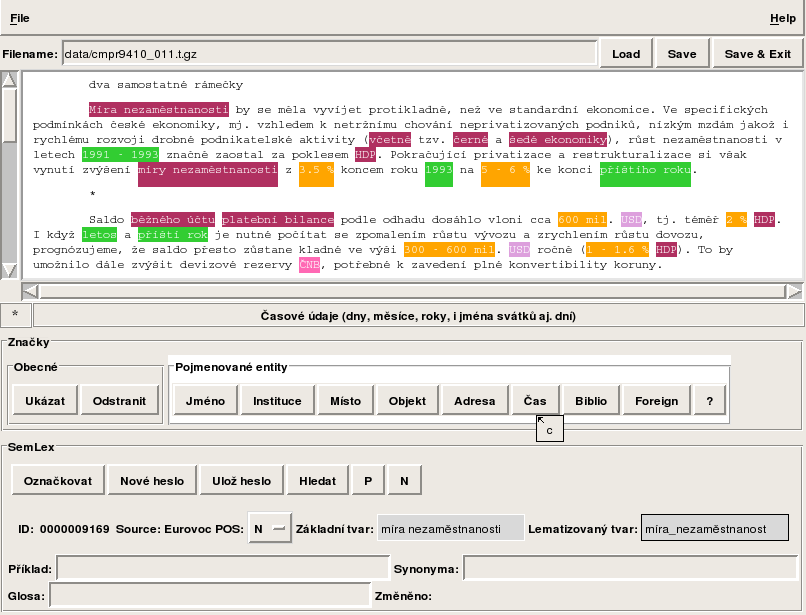 File Help
Filename: data/cmpr9410_011.t.gz Load Save Save & Exit
dva samostatné rámečky
Míra nezaměstnanosti by se měla vyvíjet protikladně, než ve standardní ekonomice. Ve specifických
podmínkách české ekonomiky, mj. vzhledem k netržnímu chování neprivatizovaných podniků, nízkým mzdám jakož i
rychlému rozvoji drobné podnikatelské aktivity (včetně tzv. černé a šedé ekonomiky), růst nezaměstnanosti v
letech 1991 - 1993 značně zaostal za poklesem HDP. Pokračující privatizace a restrukturalizace si však
vynutí zvýšení míry nezaměstnanosti z 3.5 % koncem roku 1993 na 5 - 6 % ke konci příštího roku.
*
Saldo běžného účtu platební bilance podle odhadu dosáhlo vloni cca 600 mil. USD, tj. téměř 2 % HDP.
I když letos a příští rok je nutné počítat se zpomalením růstu vývozu a zrychlením růstu dovozu,
prognózujeme, že saldo přesto zůstane kladné ve výši 300 - 600 mil. USD ročně (1 - 1.6 % HDP). To by
umožnilo dále zvýšit devizové rezervy ČNB, potřebné k zavedení plné konvertibility koruny.
* Časové údaje (dny, měsíce, roky, i jména svátků aj. dní)
Značky
Obecné Pojmenované entity
Ukázat Odstranit Jméno Instituce Místo Objekt Adresa Čas Biblio Foreign ?
c
SemLex
Označkovat Nové heslo Ulož heslo Hledat P N
ID: 0000009169 Source: Eurovoc POS: N Základní tvar: míra nezaměstnanosti Lematizovaný tvar: míra_nezaměstnanost
Příklad: Synonyma:
Glosa: Změněno: